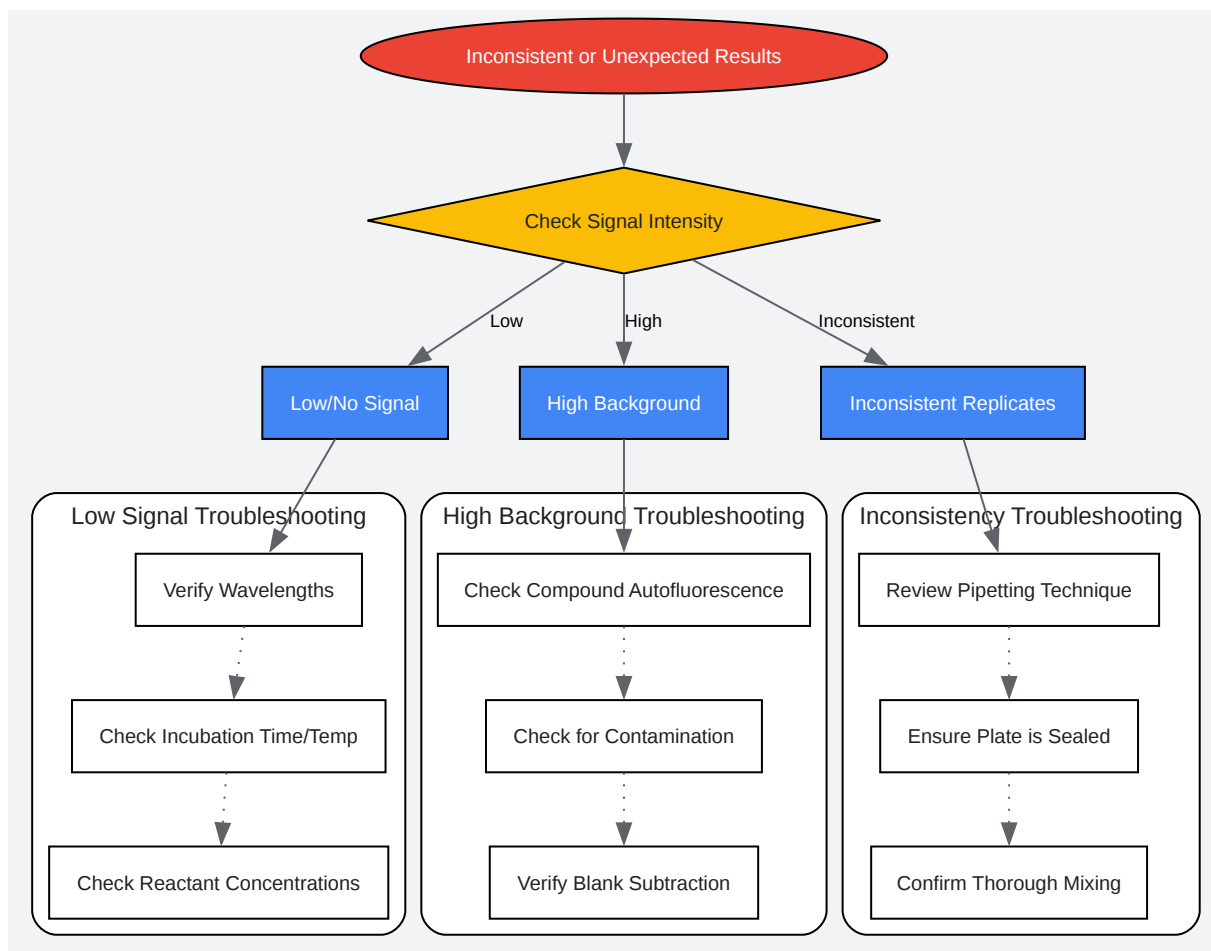 Inconsistent or Unexpected Results
Check Signal Intensity
Low
High
Inconsistent
Low/No Signal
High Background
Inconsistent Replicates
Low Signal Troubleshooting
Verify Wavelengths
Check Incubation Time/Temp
Check Reactant Concentrations
High Background Troubleshooting
Check Compound Autofluorescence
Check for Contamination
Verify Blank Subtraction
Inconsistency Troubleshooting
Review Pipetting Technique
Ensure Plate is Sealed
Confirm Thorough Mixing